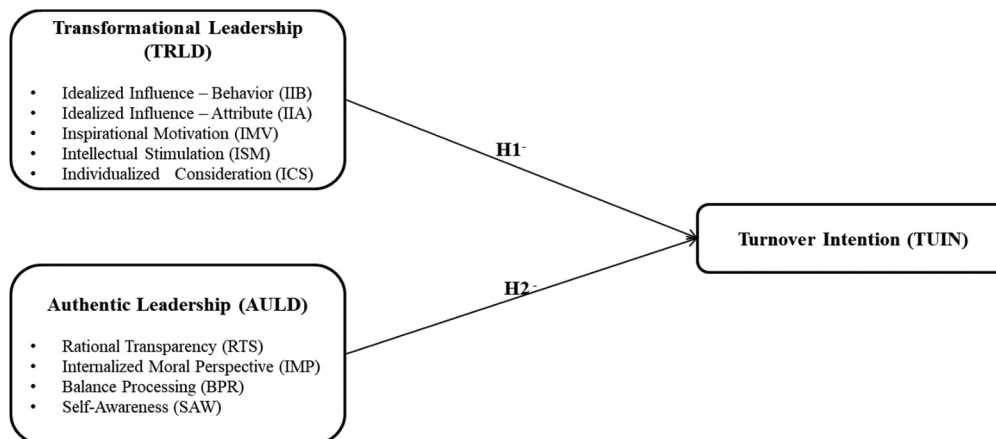 Transformational Leadership
(TRLD)
• Idealized Influence – Behavior (IIB)
• Idealized Influence – Attribute (IIA)
• Inspirational Motivation (IMV)
• Intellectual Stimulation (ISM)
• Individualized Consideration (ICS)
H1-
Turnover Intention (TUIN)
H2-
Authentic Leadership (AULD)
• Rational Transparency (RTS)
• Internalized Moral Perspective (IMP)
• Balance Processing (BPR)
• Self-Awareness (SAW)